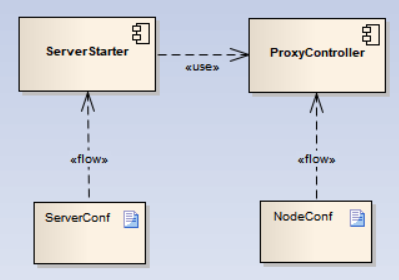 ServerStarter
ProxyController
«use»
«flow»
«flow»
ServerConf
NodeConf